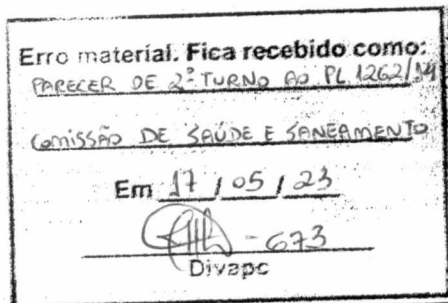 Erro material. Fica recebido como:
PARECER DE 2º TURNO AO PL 1262/14
COMISSÃO DE SAÚDE E SANEAMENTO
Em 17 / 05 / 23
- 673
Divapc